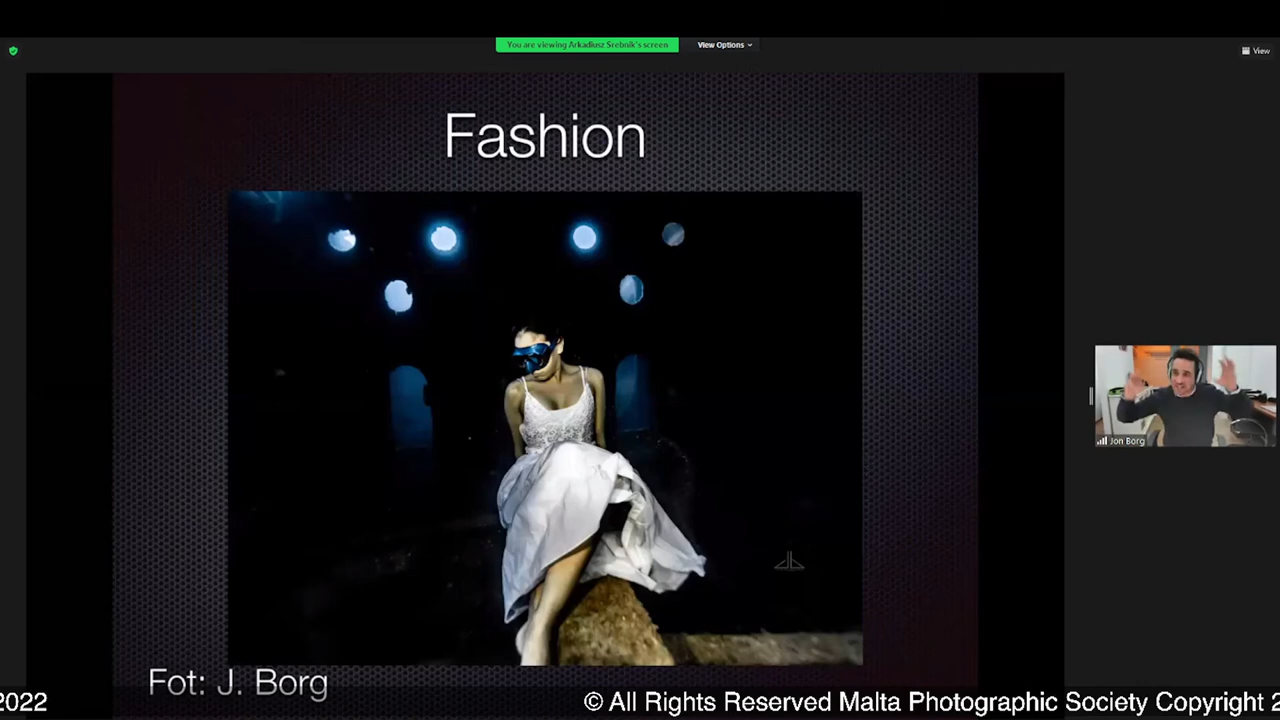 You are viewing Arkadiusz Srebnik's screen
View Options
View
Fashion
Jon Borg
Fot: J. Borg
2022
© All Rights Reserved Malta Photographic Society Copyright 2